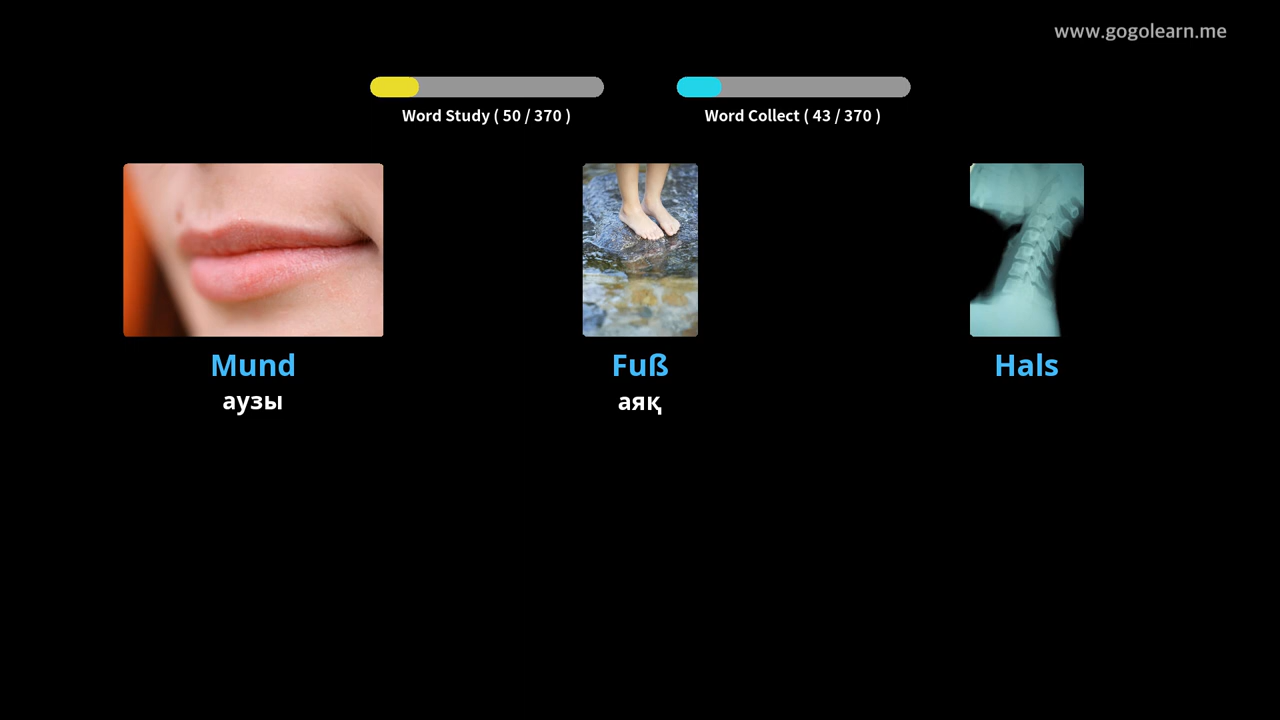 www.gogolearn.me
Word Study ( 50 / 370 )
Word Collect ( 43 / 370 )
Mund
аузы
Fuß
аяқ
Hals